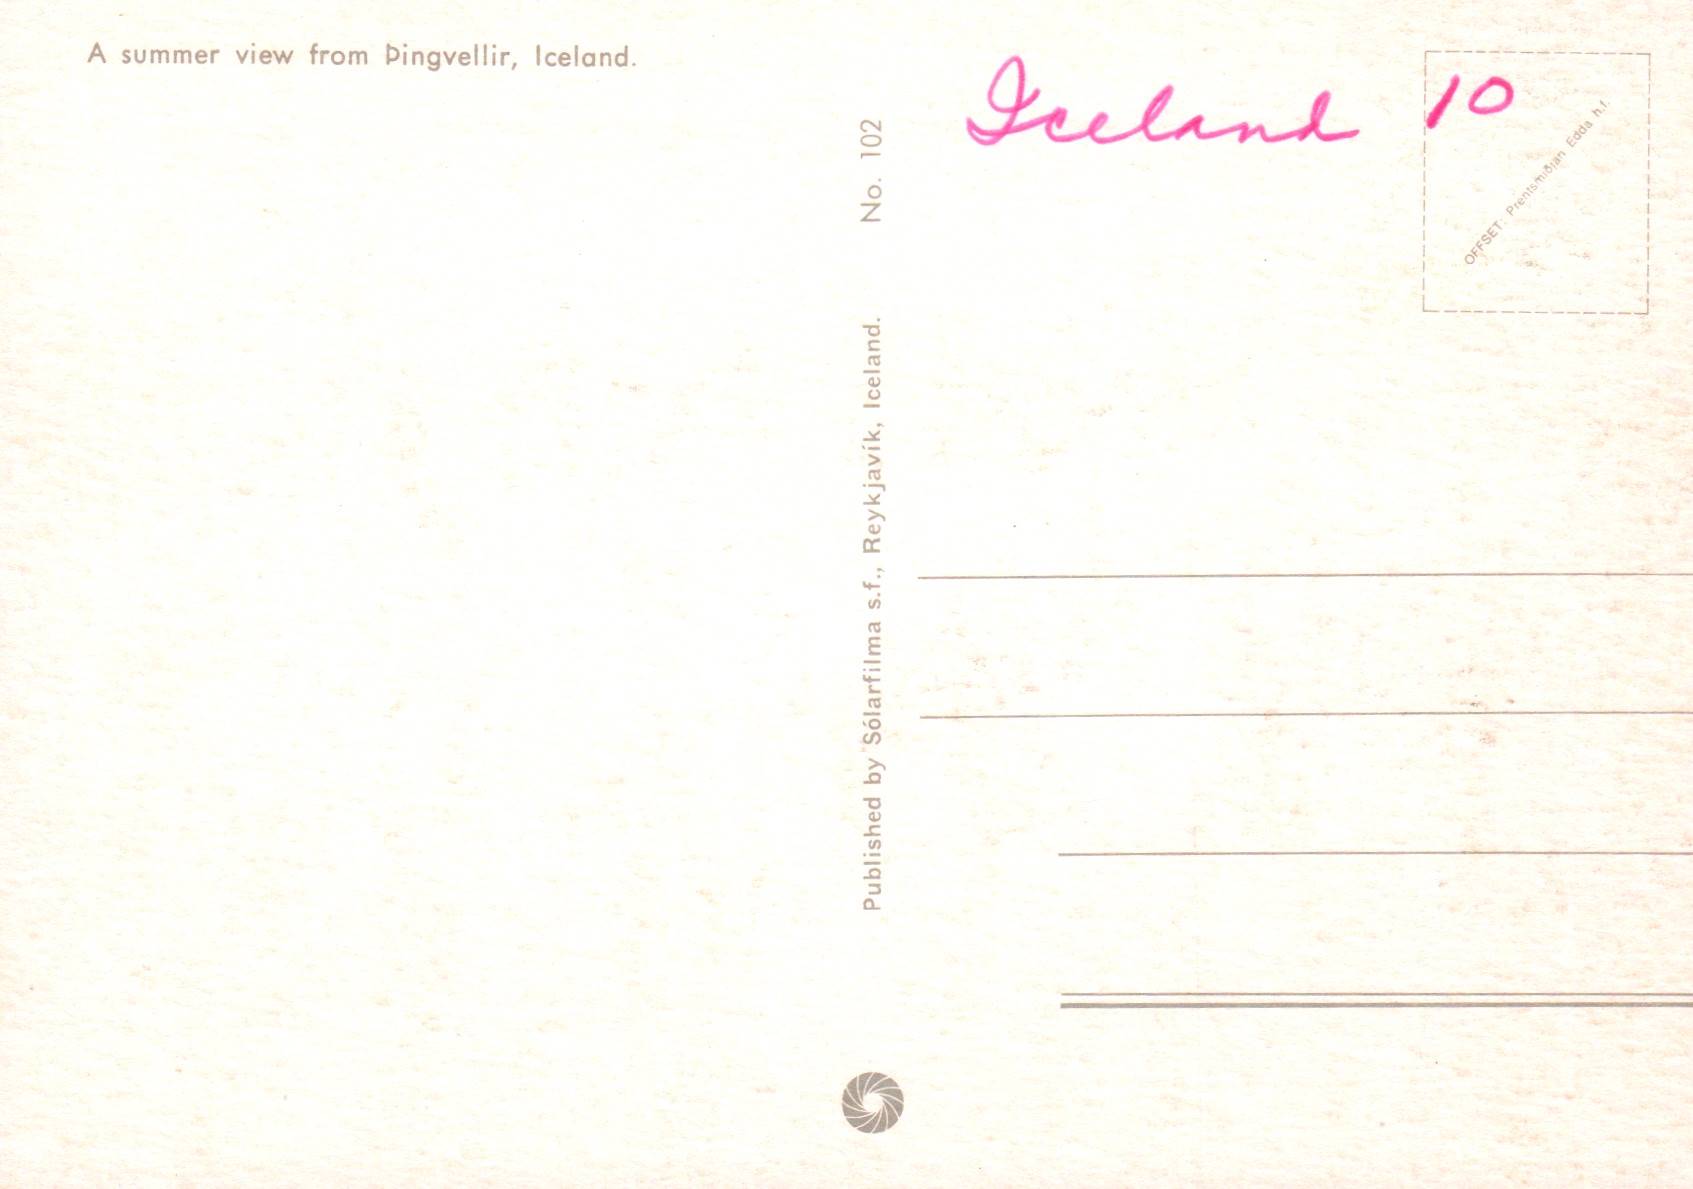 A summer view from Þingvellir, Iceland.
Published by Sólarfilma s.f., Reykjavík, Iceland. No. 102
Iceland 10
OFFSET: Prentsmiðjan Edda h.f.